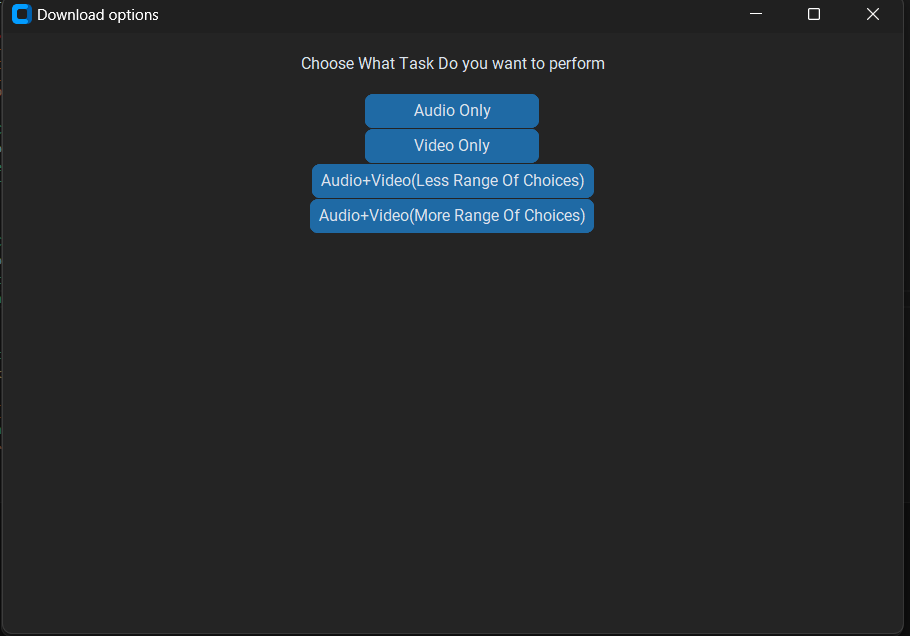 Download options
Choose What Task Do you want to perform
Audio Only
Video Only
Audio+Video(Less Range Of Choices)
Audio+Video(More Range Of Choices)